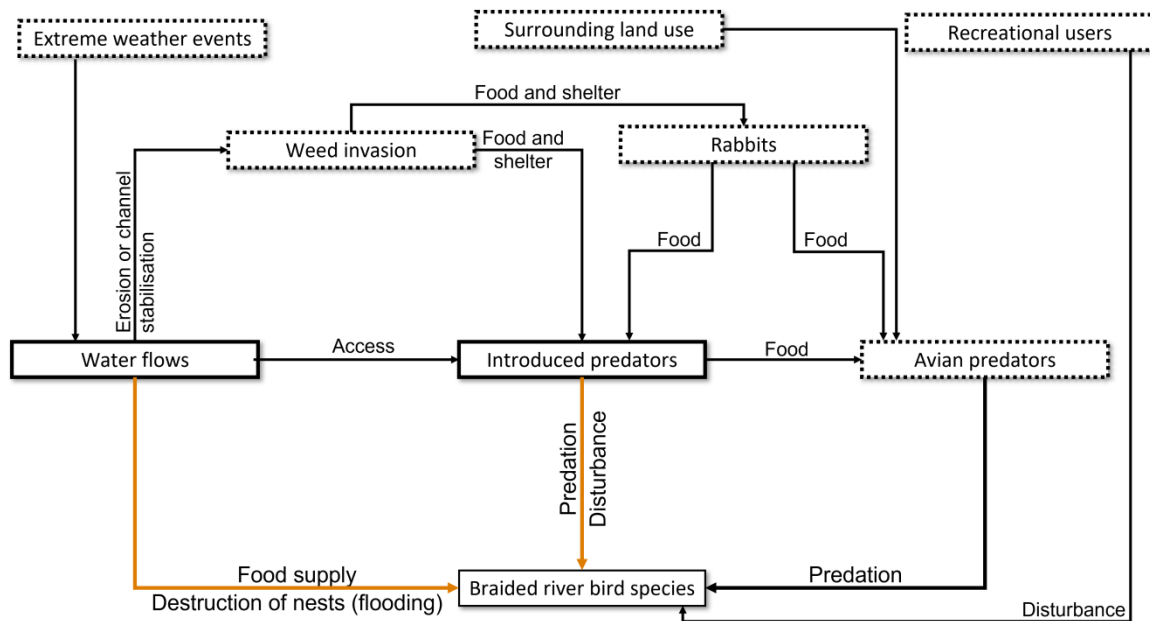 Extreme weather events
Surrounding land use
Recreational users
Food and shelter
Weed invasion
Food and
shelter
Rabbits
Erosion or channel
stabilisation
Food
Food
Water flows
Access
Introduced predators
Food
Avian predators
Predation
Disturbance
Food supply
Destruction of nests (flooding)
Braided river bird species
Predation
Disturbance